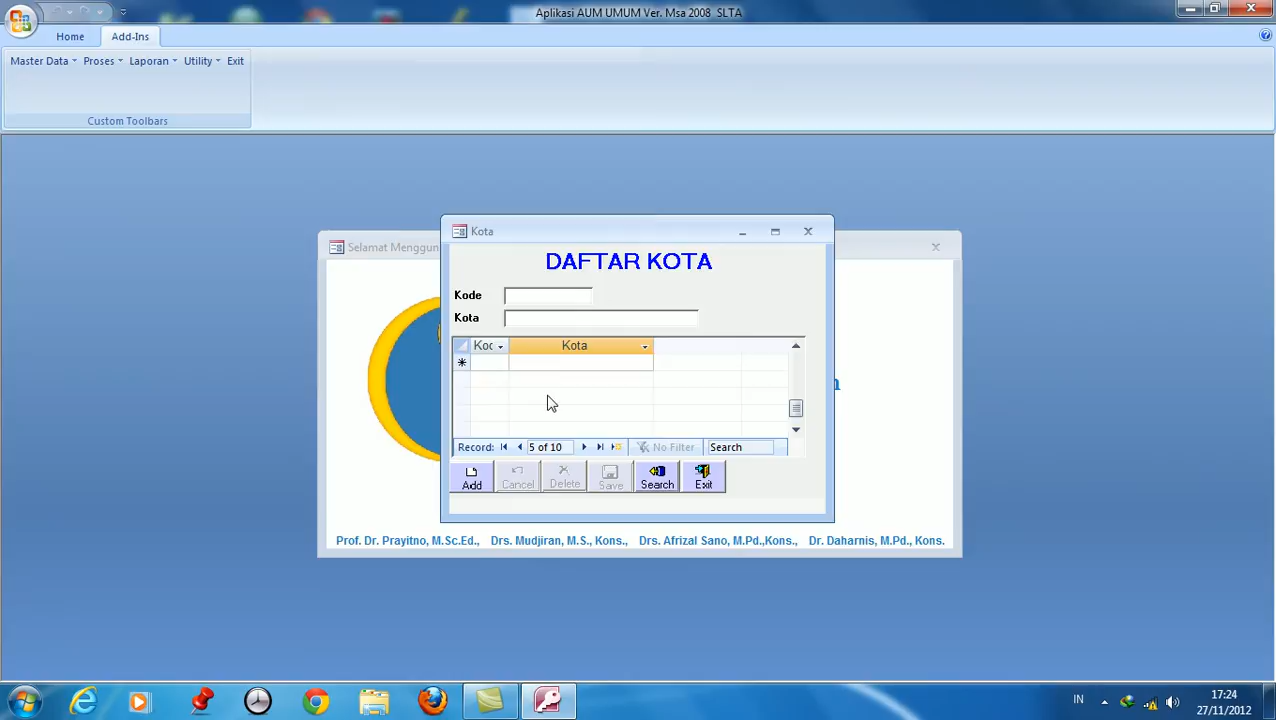 Aplikasi AUM UMUM Ver. Msa 2008 SLTA
Home Add-Ins
Master Data Proses Laporan Utility Exit
Custom Toolbars
Selamat Menggun
Kota
DAFTAR KOTA
Kode
Kota
Koc Kota
Record: 5 of 10 No Filter Search
Add Cancel Delete Save Search Exit
Prof. Dr. Prayitno, M.Sc.Ed., Drs. Mudjiran, M.S., Kons., Drs. Afrizal Sano, M.Pd.,Kons., Dr. Daharnis, M.Pd., Kons.
IN 17:24
27/11/2012